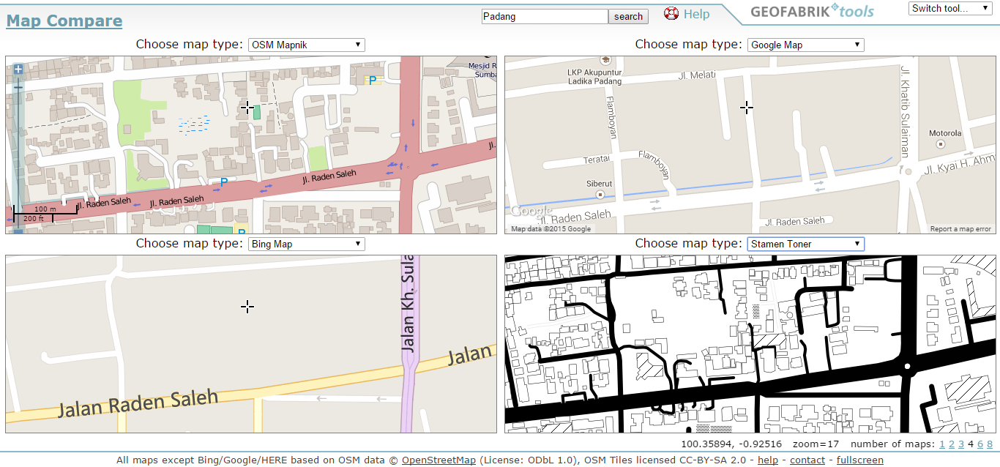 Map Compare
Padang
search
Help
GEOFABRIK tools
Switch tool...
Choose map type: OSM Mapnik
Choose map type: Google Map
Mesjid R
Sumba
P
Jl.
Jl. Raden Saleh
P
Jl. Raden Saleh
Jl. Raden Saleh
100 m
200 ft
P
LKP Akupuntur
Ladika Padang
Jl. Melati
Jl. Khatib Sulaiman
Flamboyan
Motorola
Teratai
Flamboyan
Siberut
Jl. Kyai H. Ahm
Google
Jl. Raden Saleh
Jl. Raden Saleh
Map data ©2015 Google
Report a map error
Choose map type: Bing Map
Choose map type: Stamen Toner
Jalan Kh. Sula
Jalan
Jalan Raden Saleh
100.35894, -0.92516 zoom=17 number of maps: 1 2 3 4 6 8
All maps except Bing/Google/HERE based on OSM data © OpenStreetMap (License: ODbL 1.0), OSM Tiles licensed CC-BY-SA 2.0 - help - contact - fullscreen